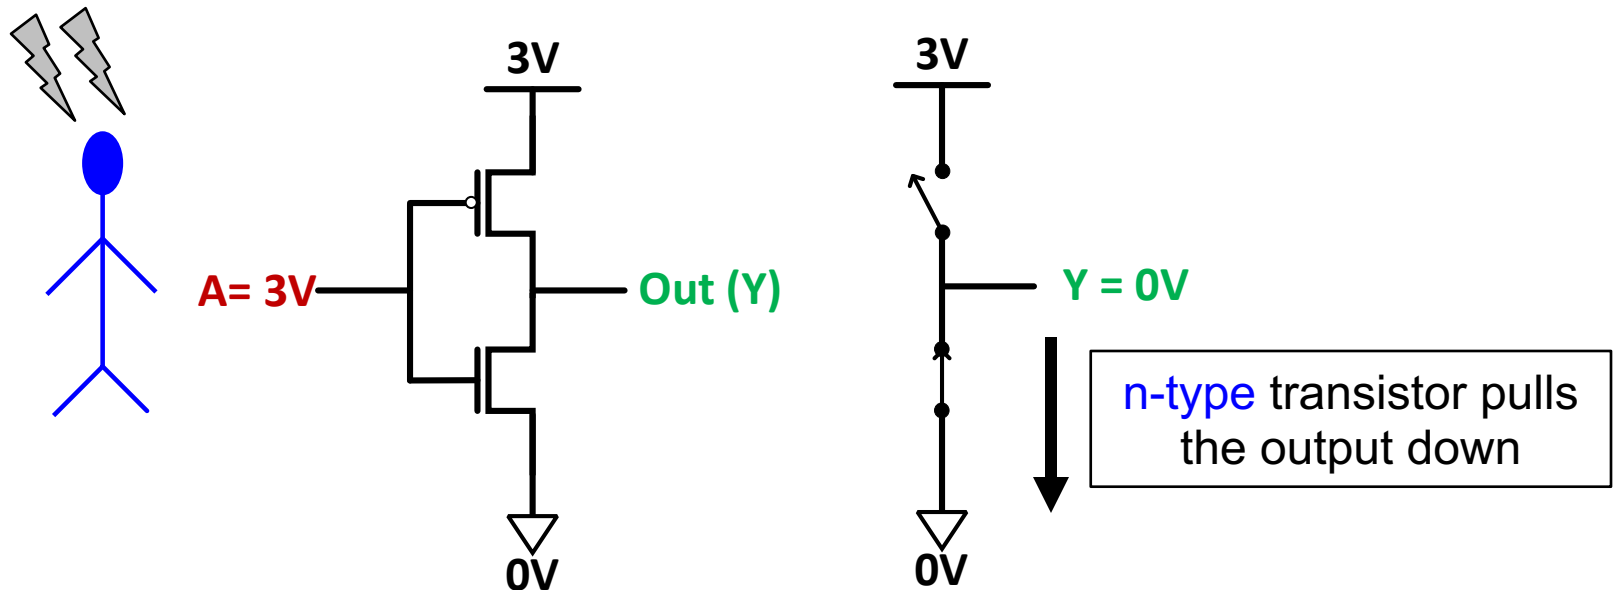 3V
A= 3V
Out (Y)
0V
3V
Y = 0V
n-type transistor pulls
the output down
0V